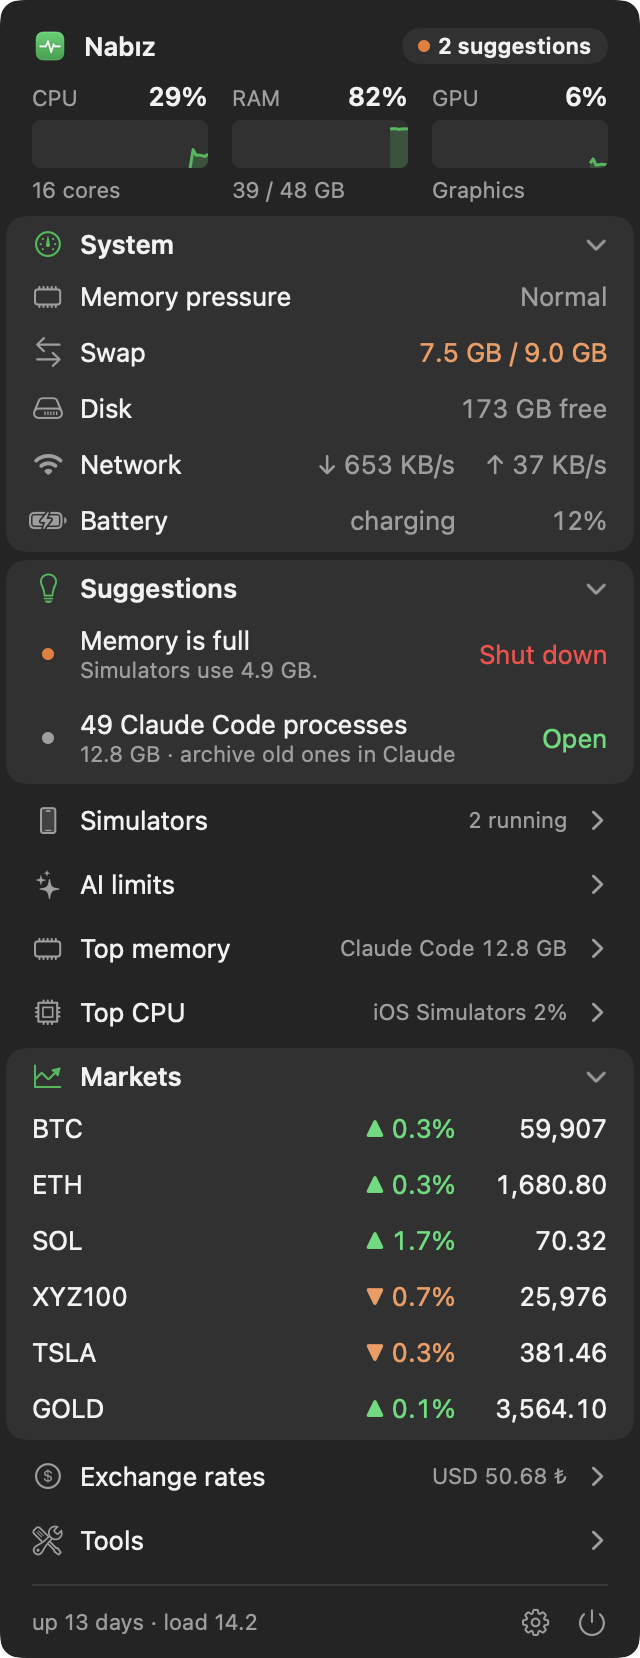 Nabız
2 suggestions
CPU 29%
RAM 82%
GPU 6%
16 cores
39 / 48 GB
Graphics
System
Memory pressure Normal
Swap 7.5 GB / 9.0 GB
Disk 173 GB free
Network ↓ 653 KB/s ↑ 37 KB/s
Battery charging 12%
Suggestions
Memory is full
Simulators use 4.9 GB.
Shut down
49 Claude Code processes
12.8 GB · archive old ones in Claude
Open
Simulators 2 running
AI limits
Top memory Claude Code 12.8 GB
Top CPU iOS Simulators 2%
Markets
BTC ▲ 0.3% 59,907
ETH ▲ 0.3% 1,680.80
SOL ▲ 1.7% 70.32
XYZ100 ▼ 0.7% 25,976
TSLA ▼ 0.3% 381.46
GOLD ▲ 0.1% 3,564.10
Exchange rates USD 50.68 ₺
Tools
up 13 days · load 14.2